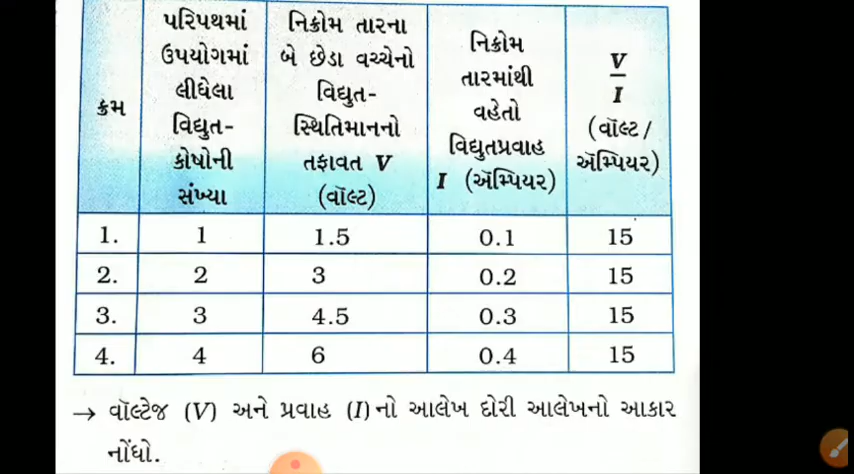 ક્રમ
પરિપથમાં
ઉપયોગમાં
લીધેલા
વિદ્યુત-
કોષોની
સંખ્યા
નિક્રોમ તારના
બે છેડા વચ્ચેનો
વિદ્યુત-
સ્થિતિમાનનો
તફાવત V
(વૉલ્ટ)
નિક્રોમ
તારમાંથી
વહેતો
વિદ્યુતપ્રવાહ
I (ઍમ્પિયર)
V
I
(વૉલ્ટ /
ઍમ્પિયર)
1. 1 1.5 0.1 15
2. 2 3 0.2 15
3. 3 4.5 0.3 15
4. 4 6 0.4 15
→ વૉલ્ટેજ (V) અને પ્રવાહ (I)નો આલેખ દોરી આલેખનો આકાર
નોંધો.